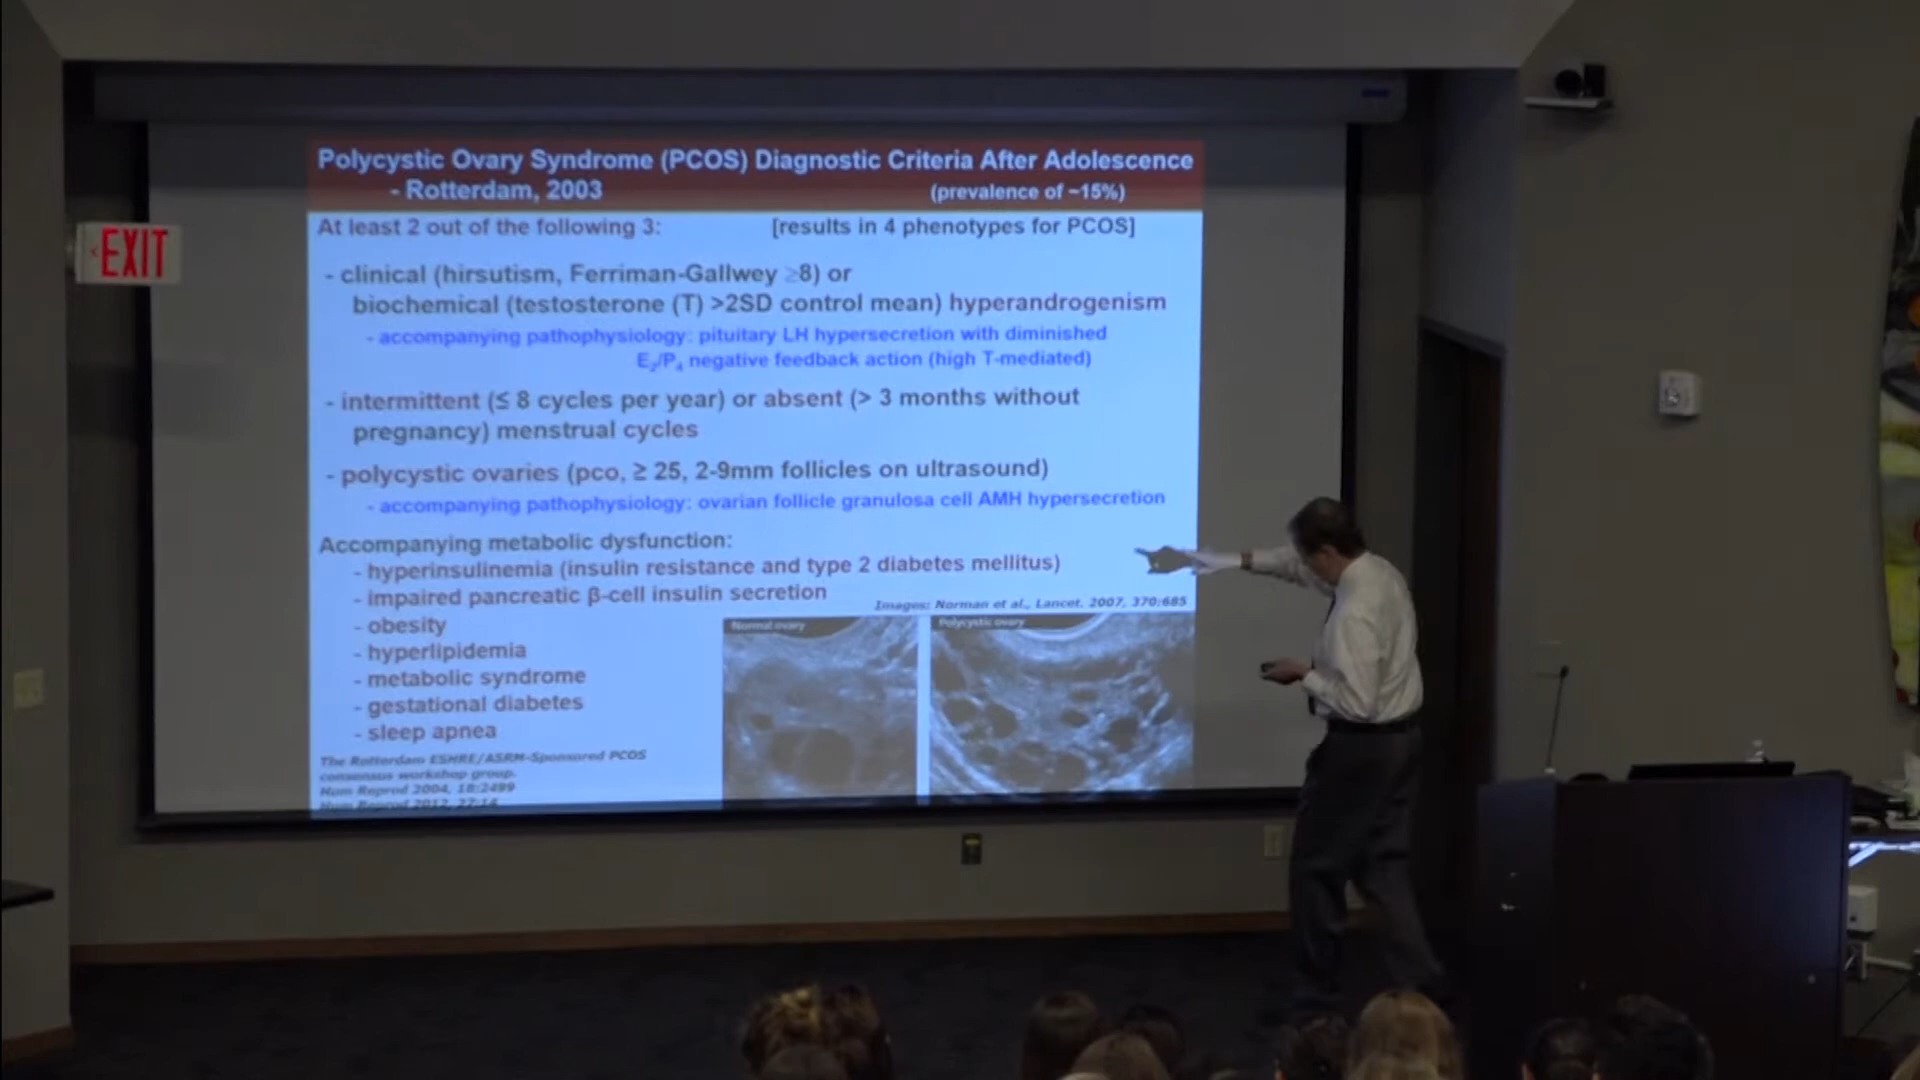 Polycystic Ovary Syndrome (PCOS) Diagnostic Criteria After Adolescence
- Rotterdam, 2003 (prevalence of ~15%)
EXIT
At least 2 out of the following 3: [results in 4 phenotypes for PCOS]
- clinical (hirsutism, Ferriman-Gallwey ≥8) or
biochemical (testosterone (T) >2SD control mean) hyperandrogenism
- accompanying pathophysiology: pituitary LH hypersecretion with diminished
E₂/P₄ negative feedback action (high T-mediated)
- intermittent (≤ 8 cycles per year) or absent (> 3 months without
pregnancy) menstrual cycles
- polycystic ovaries (pco, ≥ 25, 2-9mm follicles on ultrasound)
- accompanying pathophysiology: ovarian follicle granulosa cell AMH hypersecretion
Accompanying metabolic dysfunction:
- hyperinsulinemia (insulin resistance and type 2 diabetes mellitus)
- impaired pancreatic β-cell insulin secretion
- obesity
- hyperlipidemia
- metabolic syndrome
- gestational diabetes
- sleep apnea
Images: Norman et al., Lancet. 2007, 370:685
Normal ovary
Polycystic ovary
The Rotterdam ESHRE/ASRM-Sponsored PCOS
consensus workshop group.
Hum Reprod 2004, 18:2499
Hum Reprod 2012, 27:14